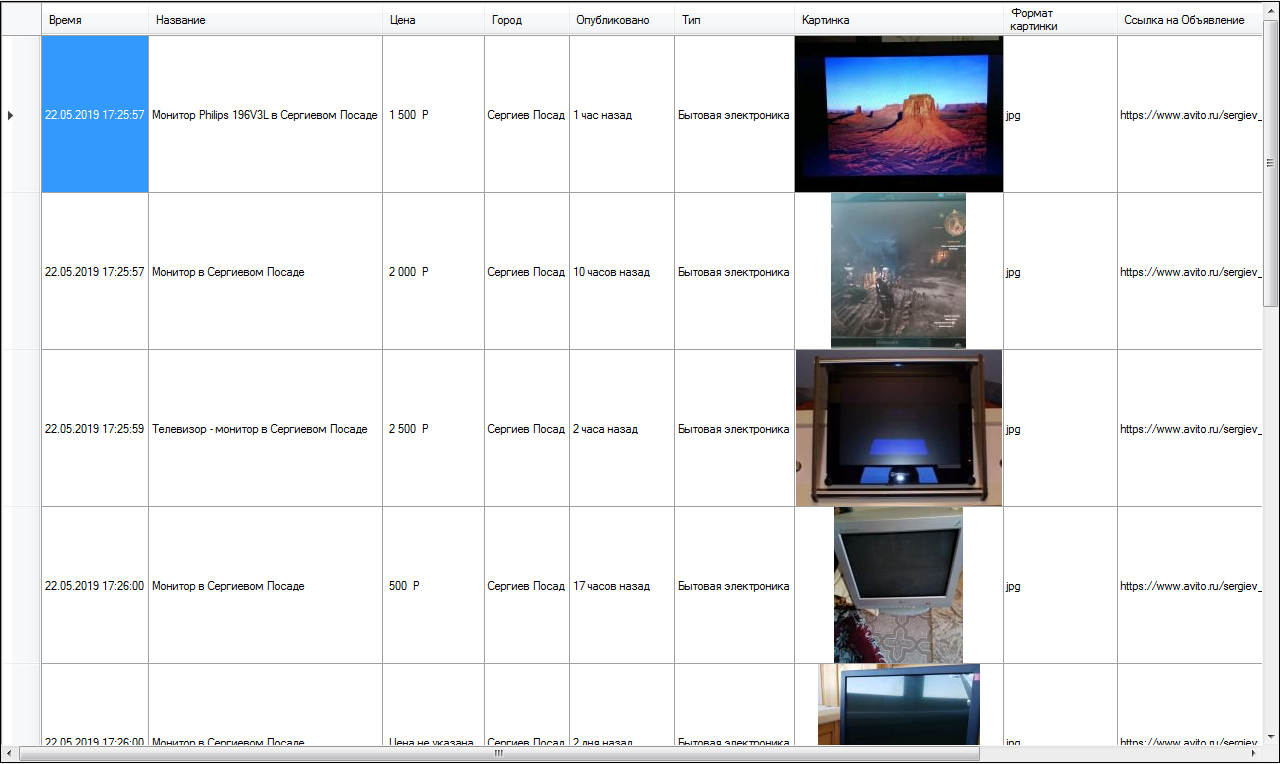 Время Название Цена Город Опубликовано Тип Картинка Формат картинки Ссылка на Объявление
22.05.2019 17:25:57 Монитор Philips 196V3L в Сергиевом Посаде 1 500 Р Сергиев Посад 1 час назад Бытовая электроника jpg https://www.avito.ru/sergiev_
22.05.2019 17:25:57 Монитор в Сергиевом Посаде 2 000 Р Сергиев Посад 10 часов назад Бытовая электроника jpg https://www.avito.ru/sergiev_
22.05.2019 17:25:59 Телевизор - монитор в Сергиевом Посаде 2 500 Р Сергиев Посад 2 часа назад Бытовая электроника jpg https://www.avito.ru/sergiev_
22.05.2019 17:26:00 Монитор в Сергиевом Посаде 500 Р Сергиев Посад 17 часов назад Бытовая электроника jpg https://www.avito.ru/sergiev_
22.05.2019 17:26:00 Монитор в Сергиевом Посаде Цена не указана Сергиев Посад 2 дня назад Бытовая электроника jpg https://www.avito.ru/sergiev_